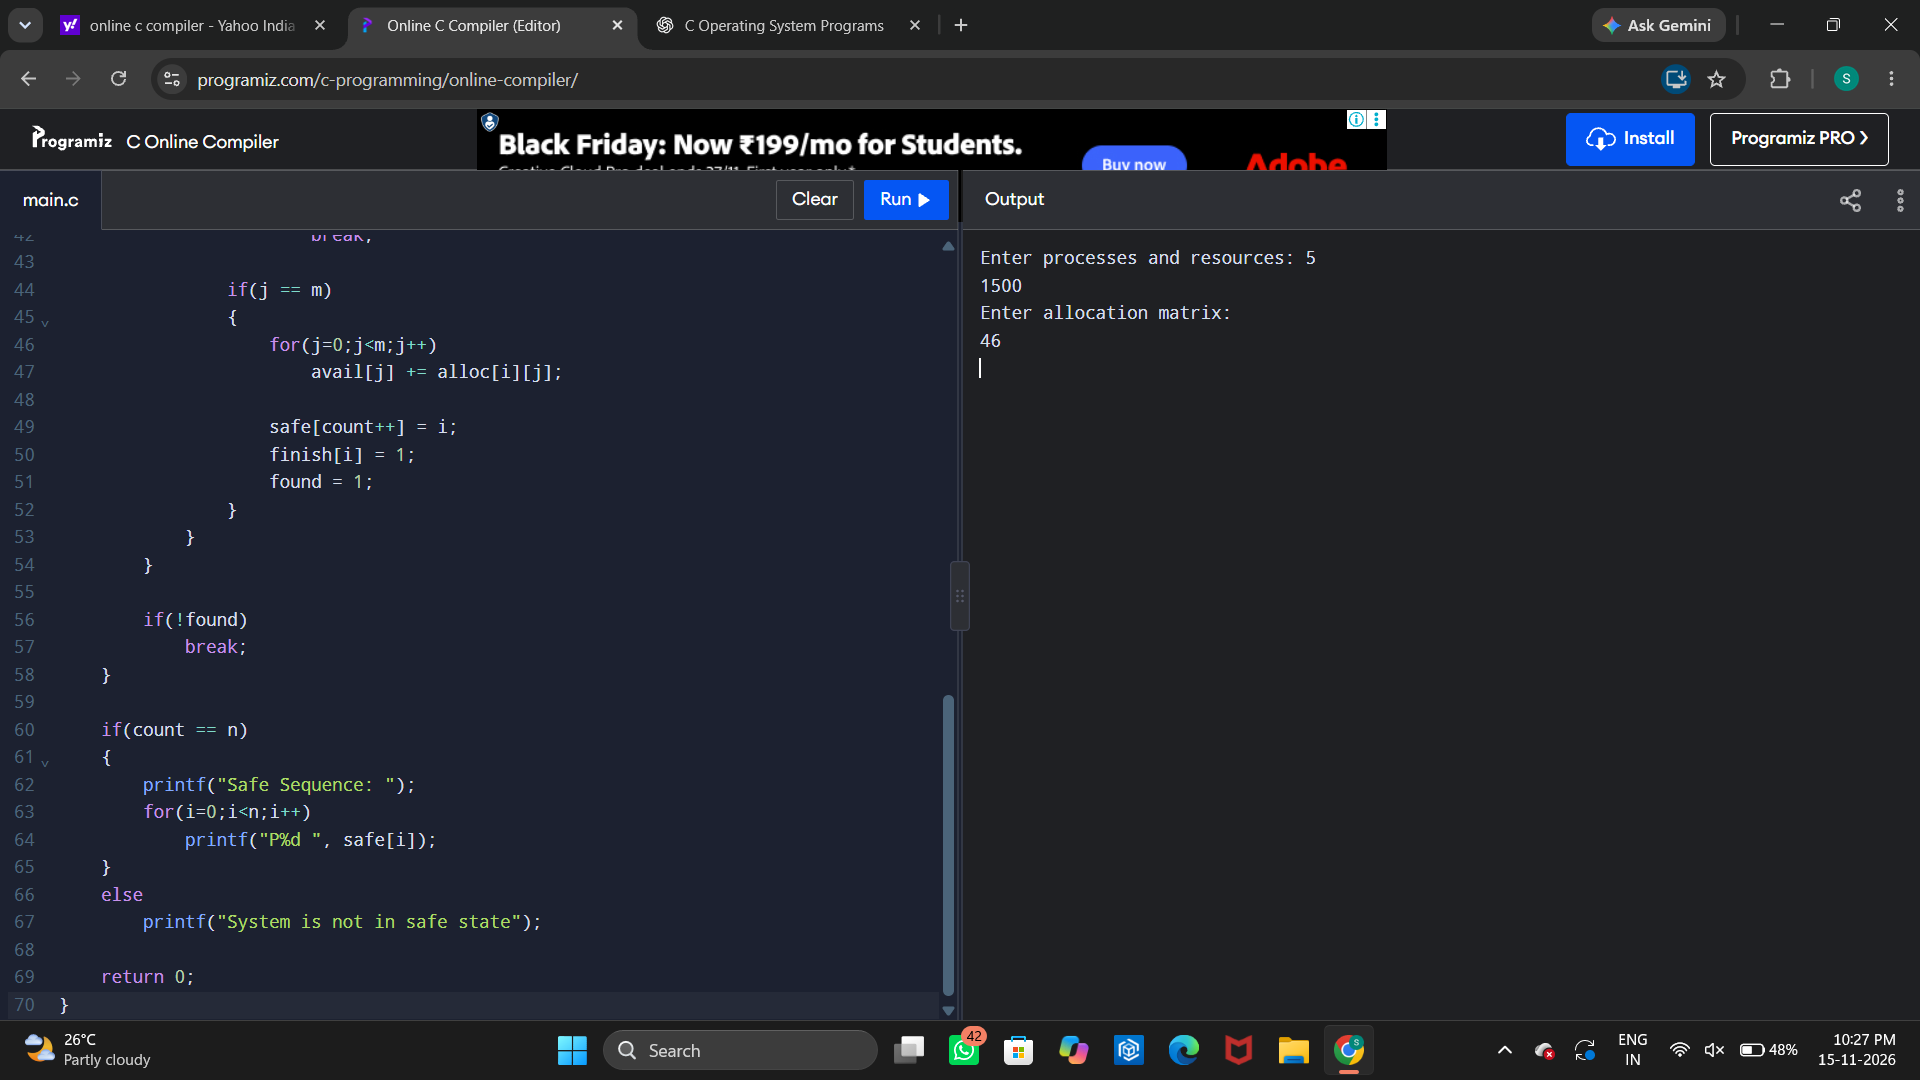 online c compiler - Yahoo India
Online C Compiler (Editor)
C Operating System Programs
Ask Gemini
programiz.com/c-programming/online-compiler/
S
Programiz C Online Compiler
Black Friday: Now ₹199/mo for Students.
Buy now
Adobe
Install
Programiz PRO
main.c
Clear
Run
Output
42 break;
43
44 if(j == m)
45 {
46 for(j=0;j<m;j++)
47 avail[j] += alloc[i][j];
48
49 safe[count++] = i;
50 finish[i] = 1;
51 found = 1;
52 }
53 }
54 }
55
56 if(!found)
57 break;
58 }
59
60 if(count == n)
61 {
62 printf("Safe Sequence: ");
63 for(i=0;i<n;i++)
64 printf("P%d ", safe[i]);
65 }
66 else
67 printf("System is not in safe state");
68
69 return 0;
70 }
Enter processes and resources: 5
1500
Enter allocation matrix:
46
26°C
Partly cloudy
Search
42
ENG
IN
48%
10:27 PM
15-11-2026